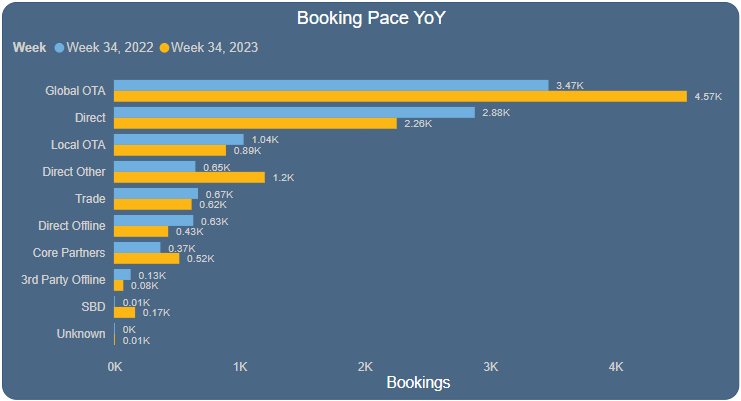 Booking Pace YoY
Week Week 34, 2022 Week 34, 2023
Global OTA 3.47K
4.57K
Direct 2.88K
2.26K
Local OTA 1.04K
0.89K
Direct Other 0.65K
1.2K
Trade 0.67K
0.62K
Direct Offline 0.63K
0.43K
Core Partners 0.37K
0.52K
3rd Party Offline 0.13K
0.08K
SBD 0.01K
0.17K
Unknown 0K
0.01K
0K 1K 2K 3K 4K
Bookings